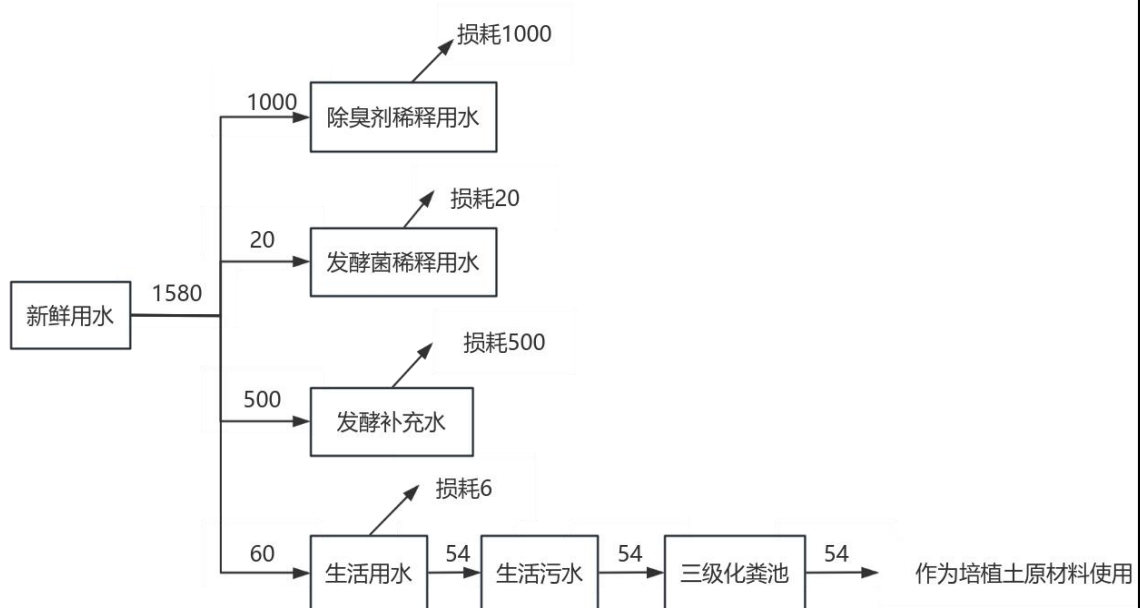 损耗1000
1000
除臭剂稀释用水
损耗20
20
发酵菌稀释用水
1580
新鲜用水
损耗500
500
发酵补充水
损耗6
60
生活用水
54
生活污水
54
三级化粪池
54
作为培植土原材料使用